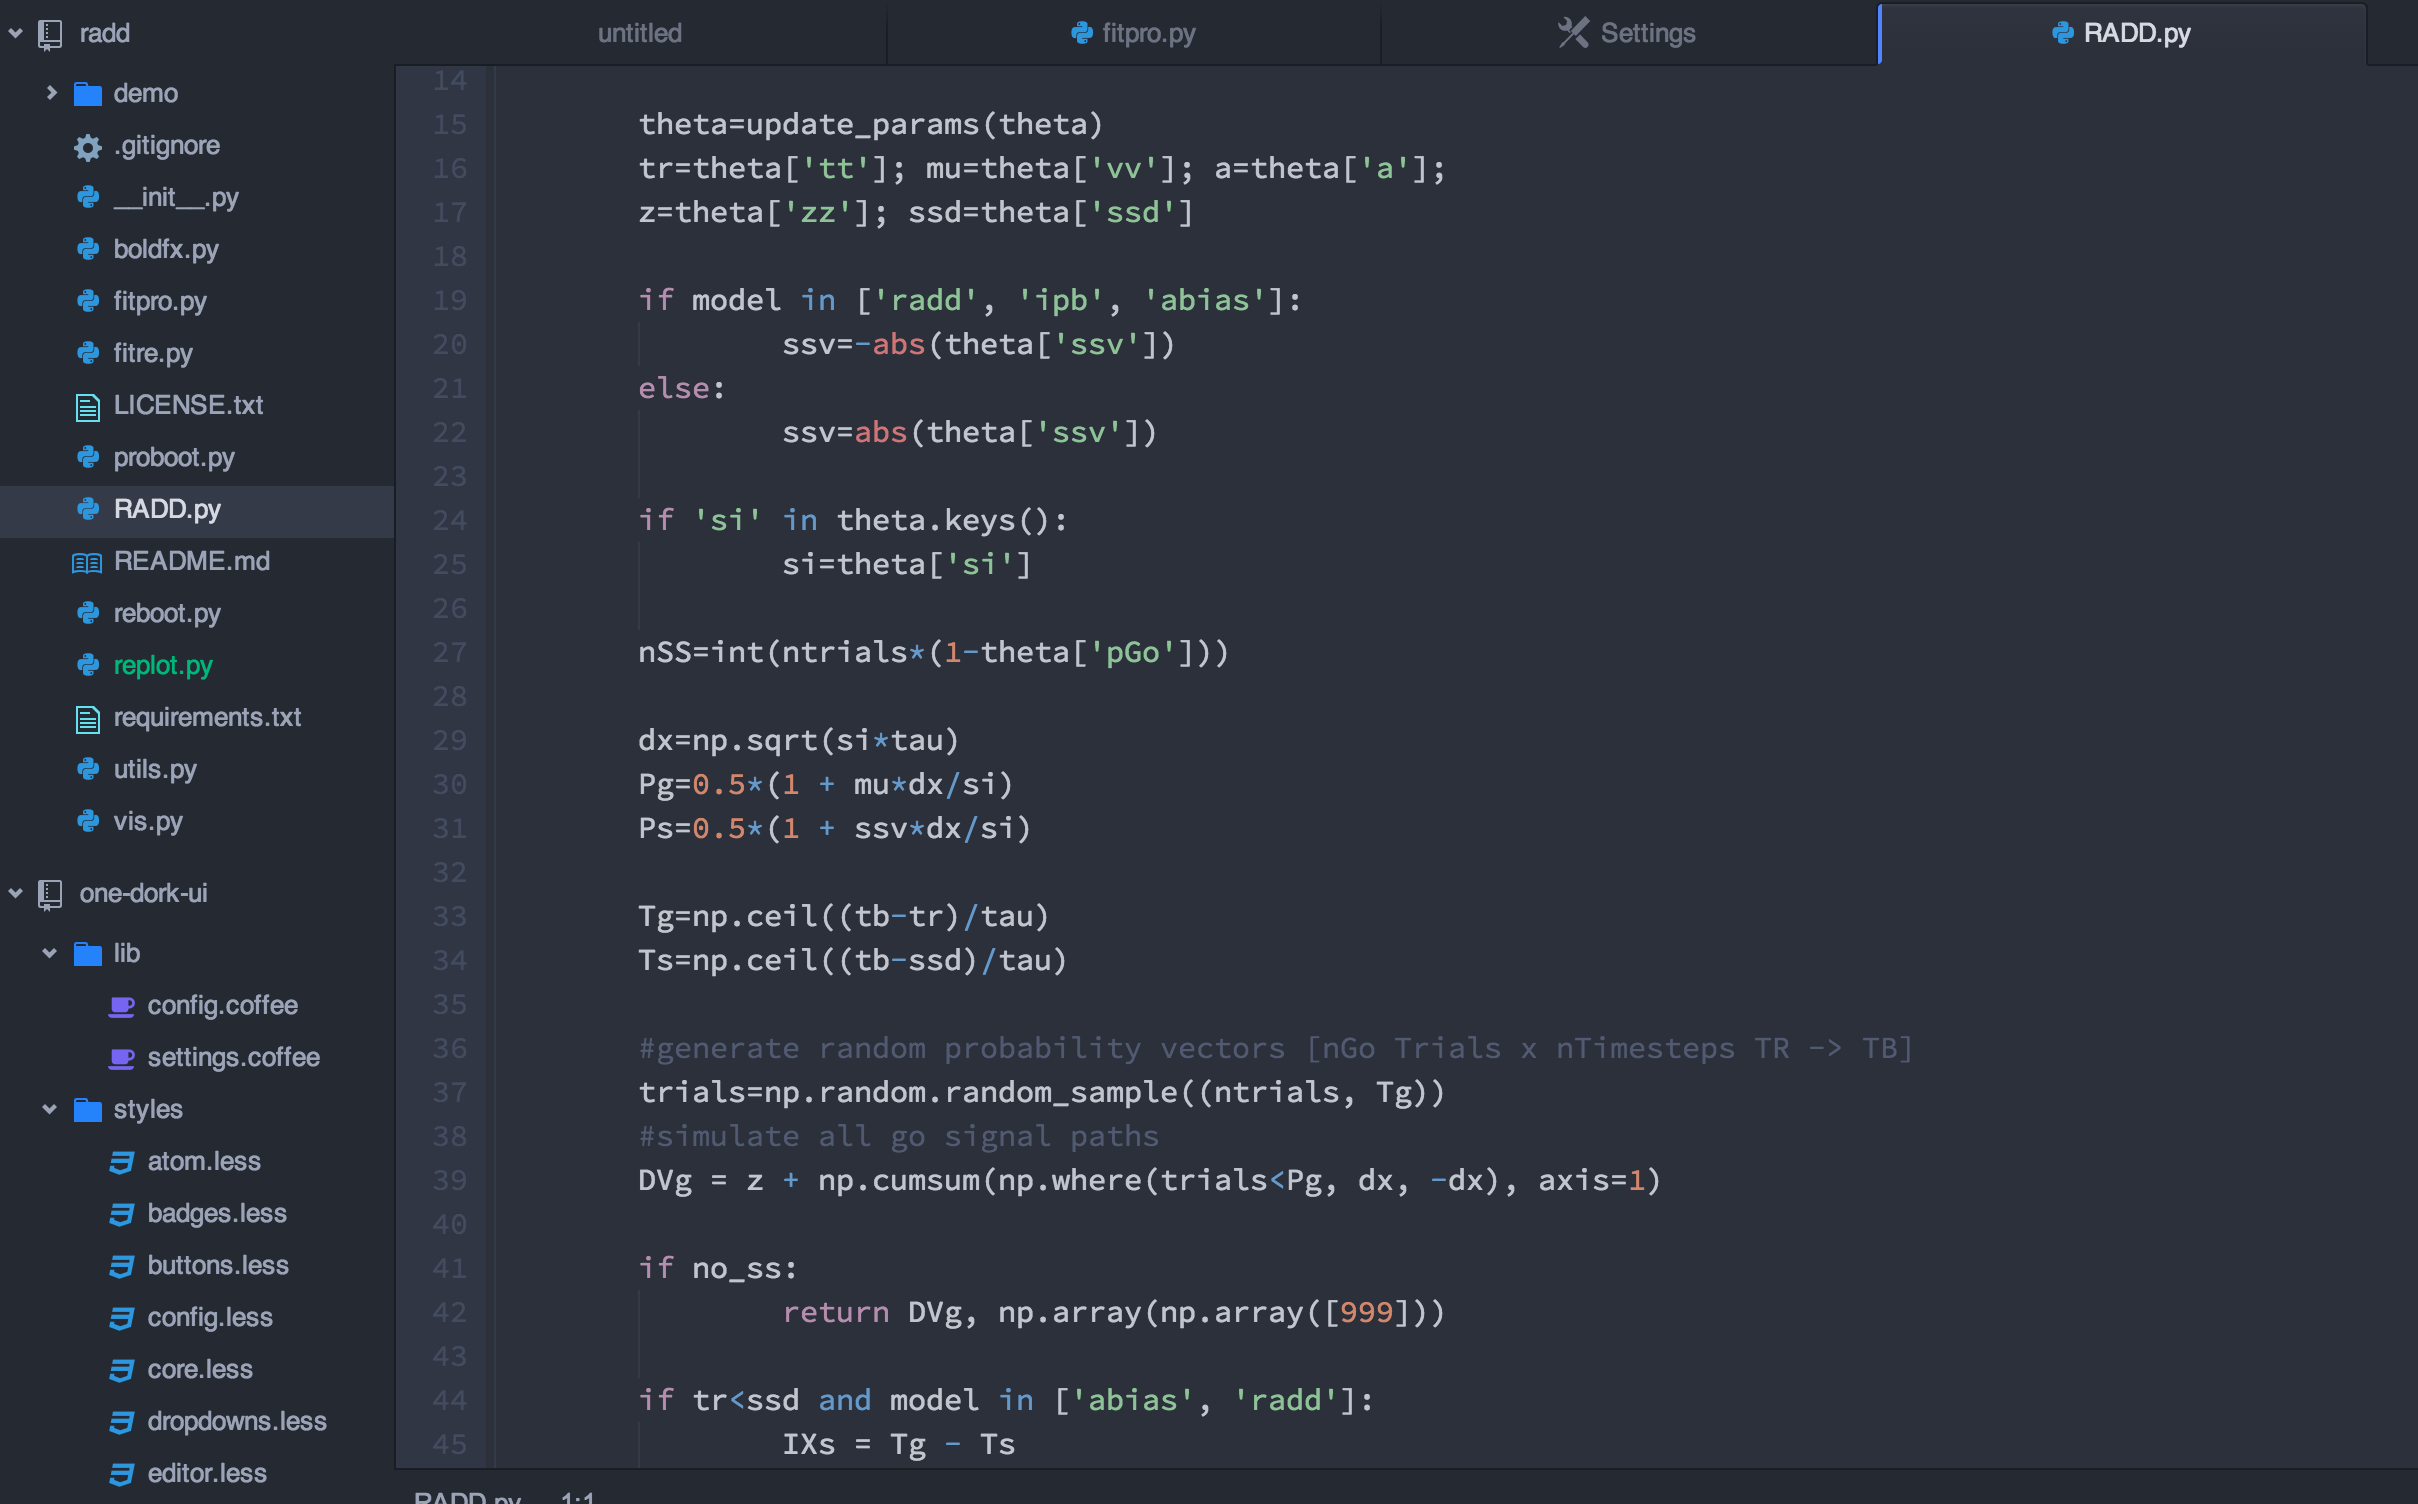 radd
demo
.gitignore
__init__.py
boldfx.py
fitpro.py
fitre.py
LICENSE.txt
proboot.py
RADD.py
README.md
reboot.py
replot.py
requirements.txt
utils.py
vis.py
one-dork-ui
lib
config.coffee
settings.coffee
styles
atom.less
badges.less
buttons.less
config.less
core.less
dropdowns.less
editor.less
untitled
fitpro.py
Settings
RADD.py
14
15 theta=update_params(theta)
16 tr=theta['tt']; mu=theta['vv']; a=theta['a'];
17 z=theta['zz']; ssd=theta['ssd']
18
19 if model in ['radd', 'ipb', 'abias']:
20 ssv=-abs(theta['ssv'])
21 else:
22 ssv=abs(theta['ssv'])
23
24 if 'si' in theta.keys():
25 si=theta['si']
26
27 nSS=int(ntrials*(1-theta['pGo']))
28
29 dx=np.sqrt(si*tau)
30 Pg=0.5*(1 + mu*dx/si)
31 Ps=0.5*(1 + ssv*dx/si)
32
33 Tg=np.ceil((tb-tr)/tau)
34 Ts=np.ceil((tb-ssd)/tau)
35
36 #generate random probability vectors [nGo Trials x nTimesteps TR -> TB]
37 trials=np.random.random_sample((ntrials, Tg))
38 #simulate all go signal paths
39 DVg = z + np.cumsum(np.where(trials<Pg, dx, -dx), axis=1)
40
41 if no_ss:
42 return DVg, np.array(np.array([999]))
43
44 if tr<ssd and model in ['abias', 'radd']:
45 IXs = Tg - Ts
RADD.py 1:1